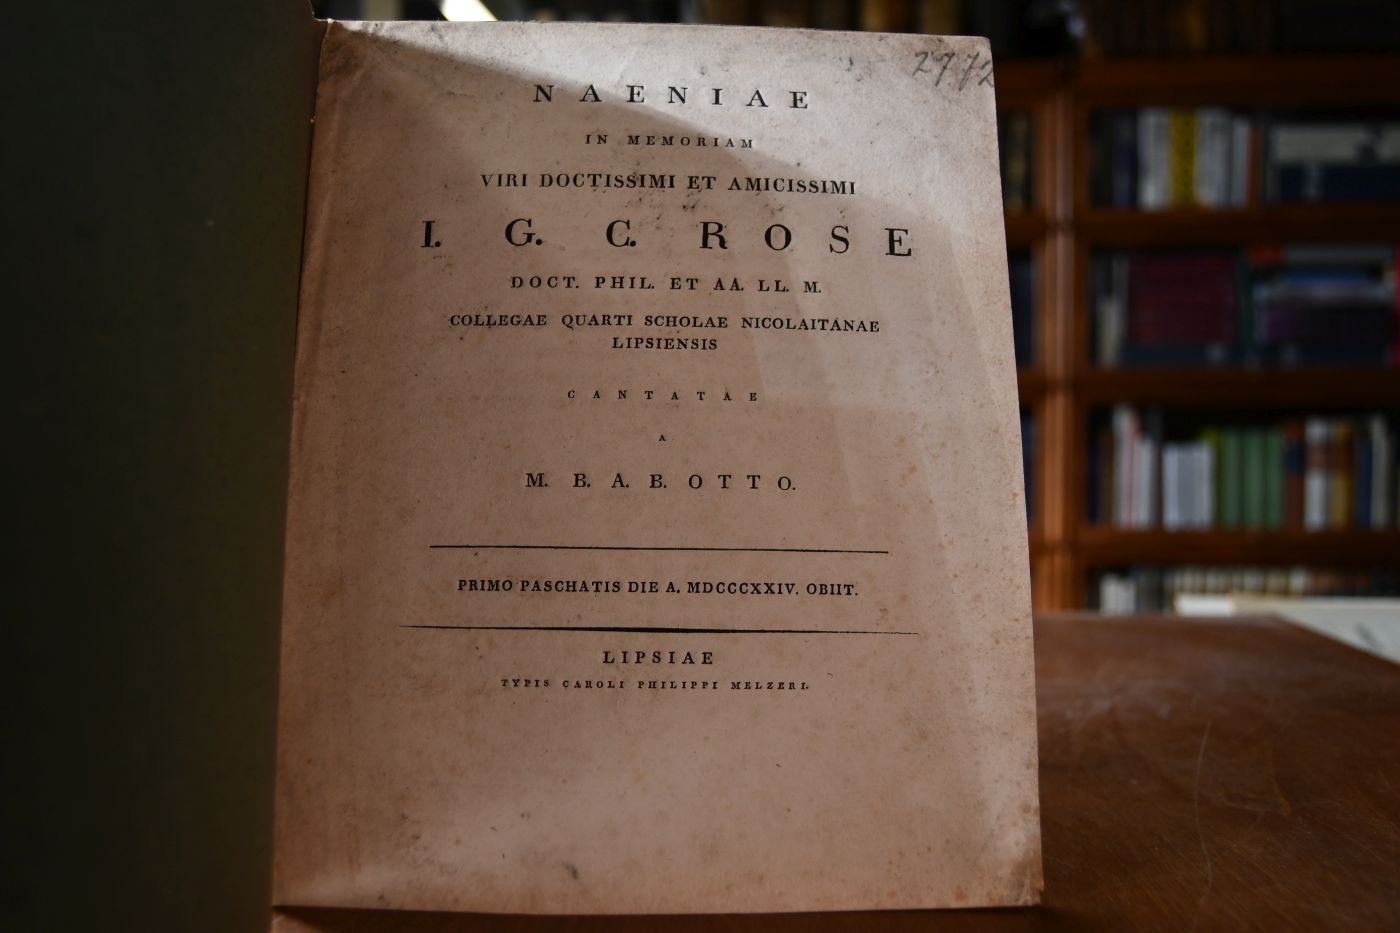 2772
NAENIAE
IN MEMORIAM
VIRI DOCTISSIMI ET AMICISSIMI
I. G. C. ROSE
DOCT. PHIL. ET AA. LL. M.
COLLEGAE QUARTI SCHOLAE NICOLAITANAE
LIPSIENSIS
CANTATAE
A
M. B. A. B. OTTO.
PRIMO PASCHATIS DIE A. MDCCCXXIV. OBIIT.
LIPSIAE
TYPIS CAROLI PHILIPPI MELZERI.